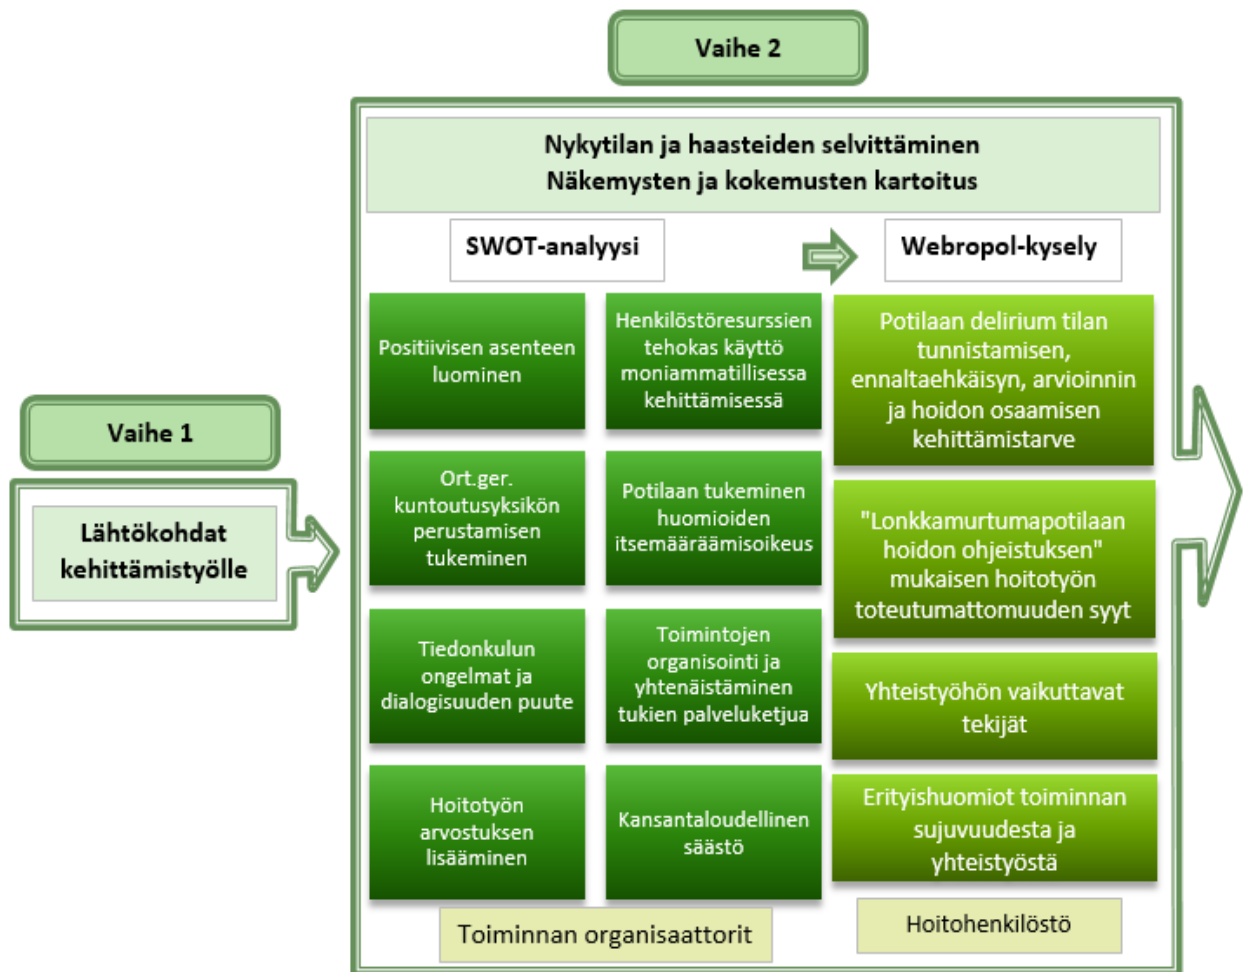 Vaihe 2
Nykytilan ja haasteiden selvittäminen
Näkemysten ja kokemusten kartoitus
SWOT-analyysi
Webropol-kysely
Positiivisen asenteen
luominen
Henkilöstöresurssien
tehokas käyttö
moniammatillisessa
kehittämisessä
Potilaan delirium tilan
tunnistamisen,
ennaltaehkäisyn, arvioinnin
ja hoidon osaamisen
kehittämistarve
Vaihe 1
Lähtökohdat
kehittämistyölle
Ort.ger.
kuntoutusyksikön
perustamisen
tukeminen
Potilaan tukeminen
huomioiden
itsemääräämisoikeus
"Lonkkamurtumapotilaan
hoidon ohjeistuksen"
mukaisen hoitotyön
toteutumattomuuden syyt
Tiedonkulun
ongelmat ja
dialogisuuden puute
Toimintojen
organisointi ja
yhtenäistäminen
tukien palveluketjua
Yhteistyöhön vaikuttavat
tekijät
Hoitotyön
arvostuksen
lisääminen
Kansantaloudellinen
säästö
Erityishuomiot toiminnan
sujuvuudesta ja
yhteistyöstä
Toiminnan organisaattorit
Hoitohenkilöstö